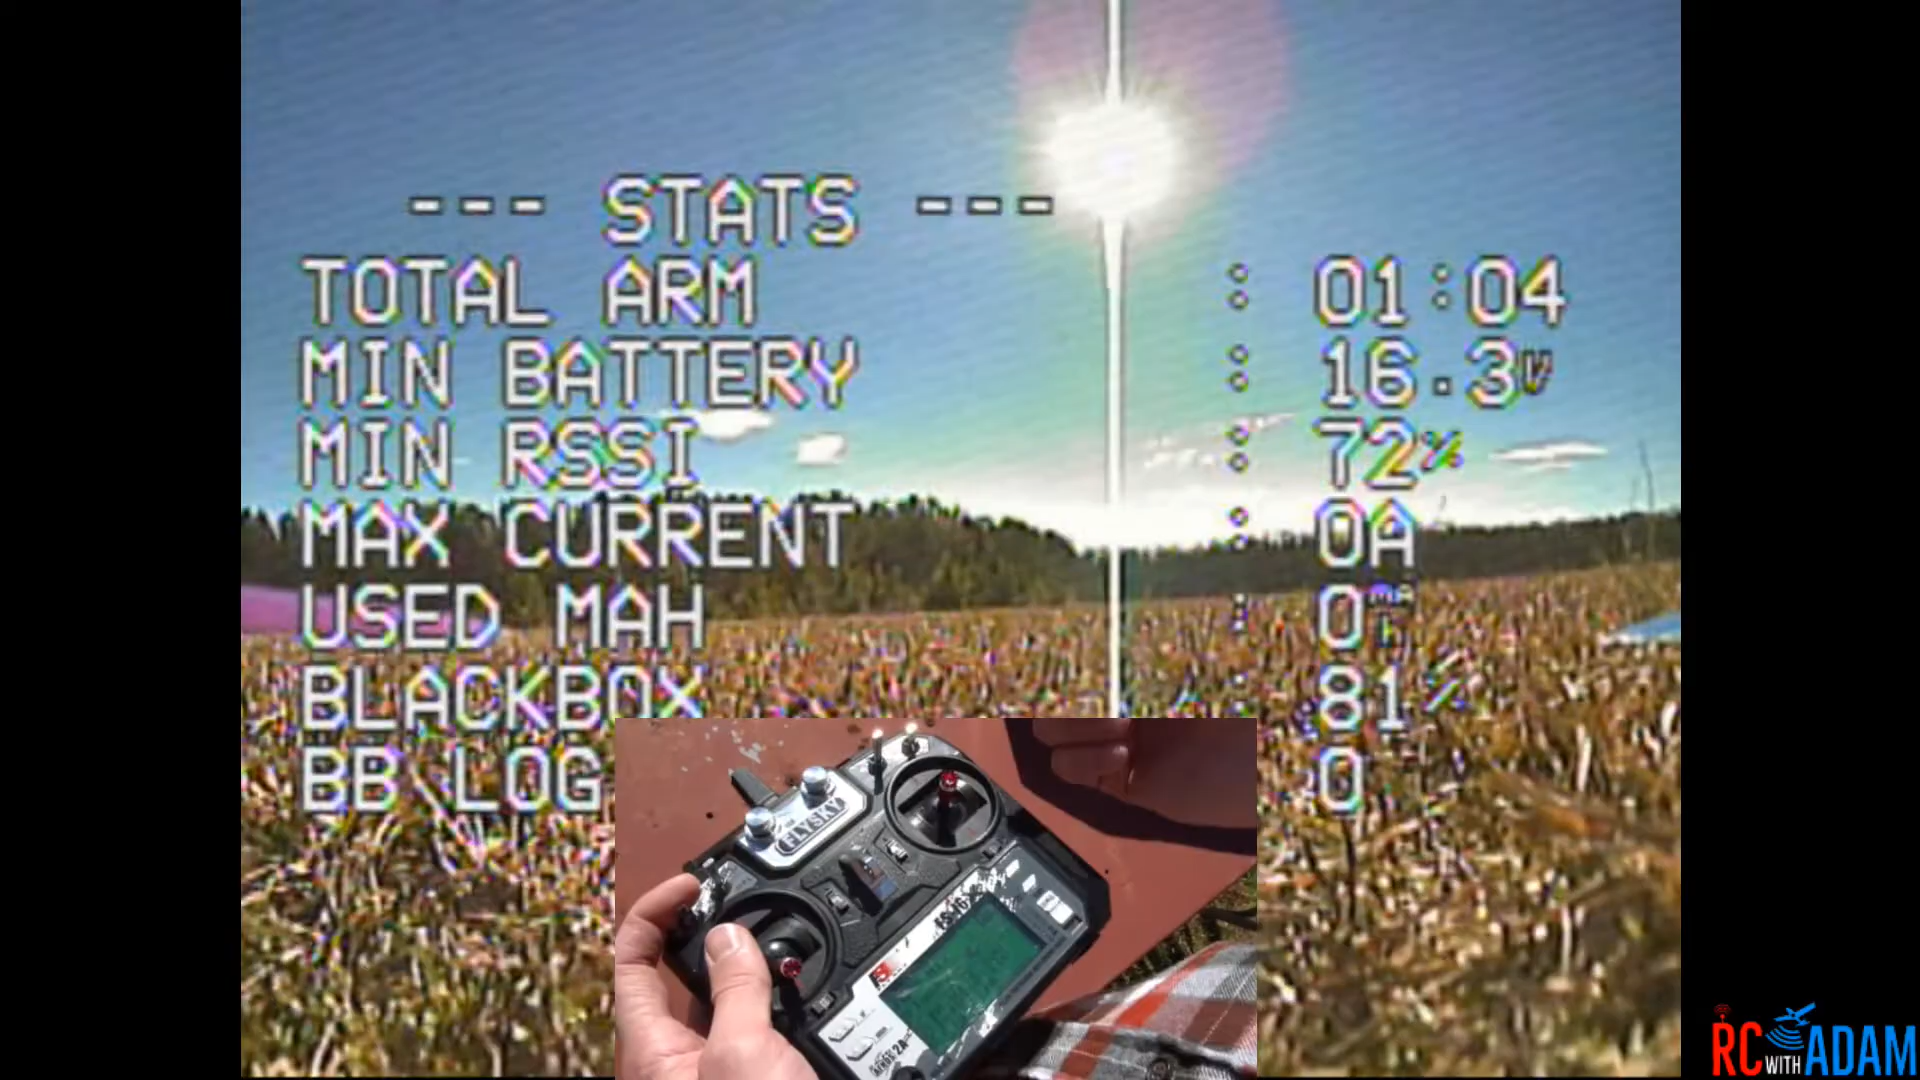 --- STATS ---
TOTAL ARM : 01:04
MIN BATTERY : 16.3V
MIN RSSI : 72%
MAX CURRENT : 0A
USED MAH : 0mAh
BLACKBOX : 81%
BB LOG 0
FLYSKY
RC WITH ADAM